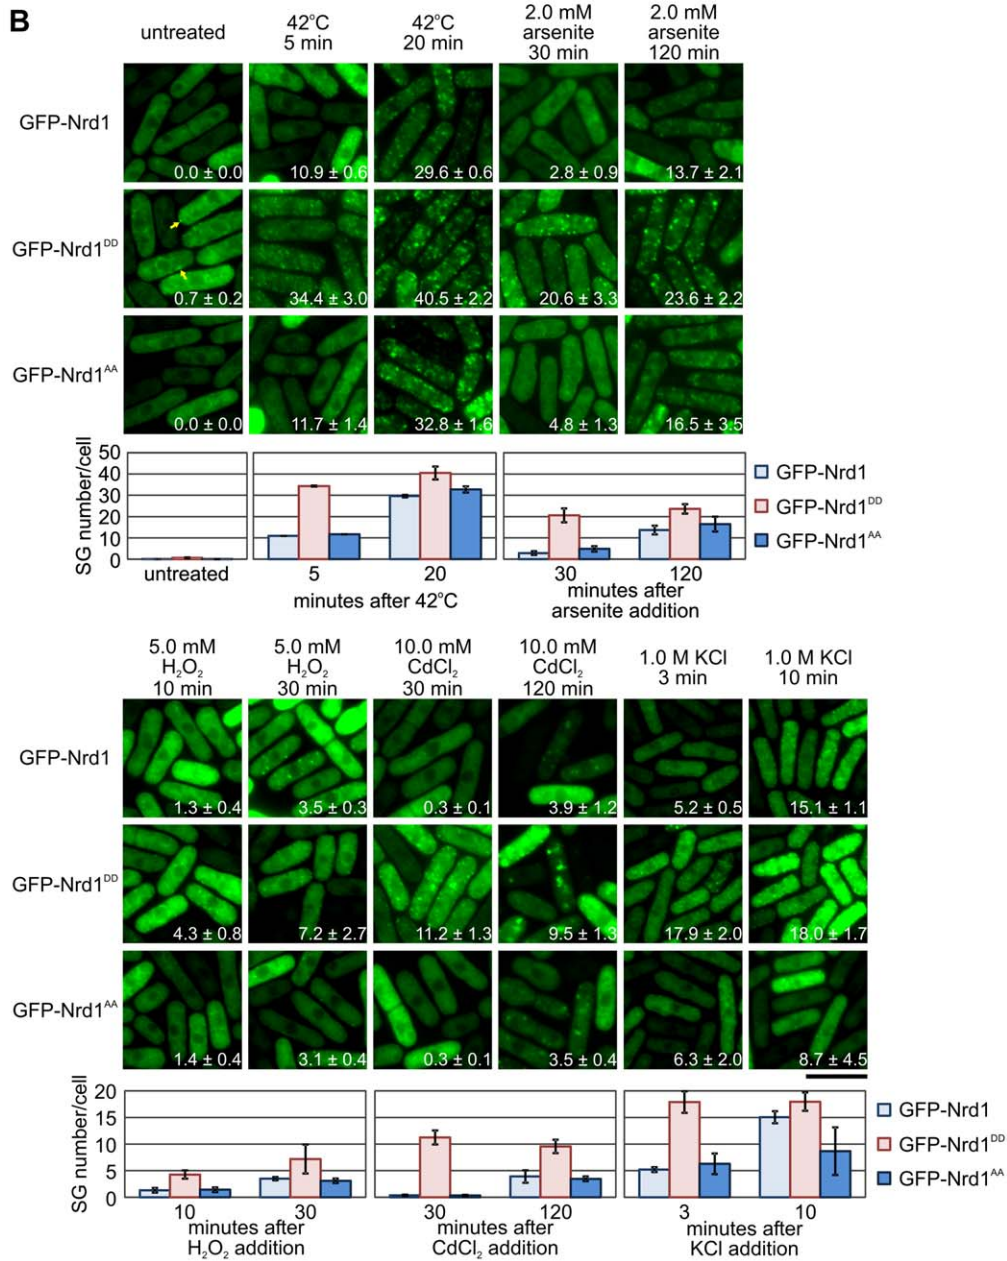 B
untreated
42°C
5 min
42°C
20 min
2.0 mM
arsenite
30 min
2.0 mM
arsenite
120 min
GFP-Nrd1
0.0 ± 0.0
10.9 ± 0.6
29.6 ± 0.6
2.8 ± 0.9
13.7 ± 2.1
GFP-Nrd1ᴰᴰ
0.7 ± 0.2
34.4 ± 3.0
40.5 ± 2.2
20.6 ± 3.3
23.6 ± 2.2
GFP-Nrd1ᴬᴬ
0.0 ± 0.0
11.7 ± 1.4
32.8 ± 1.6
4.8 ± 1.3
16.5 ± 3.5
SG number/cell
50
40
30
20
10
0
untreated
5
20
minutes after 42°C
30
120
minutes after
arsenite addition
GFP-Nrd1
GFP-Nrd1ᴰᴰ
GFP-Nrd1ᴬᴬ
5.0 mM
H₂O₂
10 min
5.0 mM
H₂O₂
30 min
10.0 mM
CdCl₂
30 min
10.0 mM
CdCl₂
120 min
1.0 M KCl
3 min
1.0 M KCl
10 min
GFP-Nrd1
1.3 ± 0.4
3.5 ± 0.3
0.3 ± 0.1
3.9 ± 1.2
5.2 ± 0.5
15.1 ± 1.1
GFP-Nrd1ᴰᴰ
4.3 ± 0.8
7.2 ± 2.7
11.2 ± 1.3
9.5 ± 1.3
17.9 ± 2.0
18.0 ± 1.7
GFP-Nrd1ᴬᴬ
1.4 ± 0.4
3.1 ± 0.4
0.3 ± 0.1
3.5 ± 0.4
6.3 ± 2.0
8.7 ± 4.5
SG number/cell
20
15
10
5
0
10
30
minutes after
H₂O₂ addition
30
120
minutes after
CdCl₂ addition
3
10
minutes after
KCl addition
GFP-Nrd1
GFP-Nrd1ᴰᴰ
GFP-Nrd1ᴬᴬ